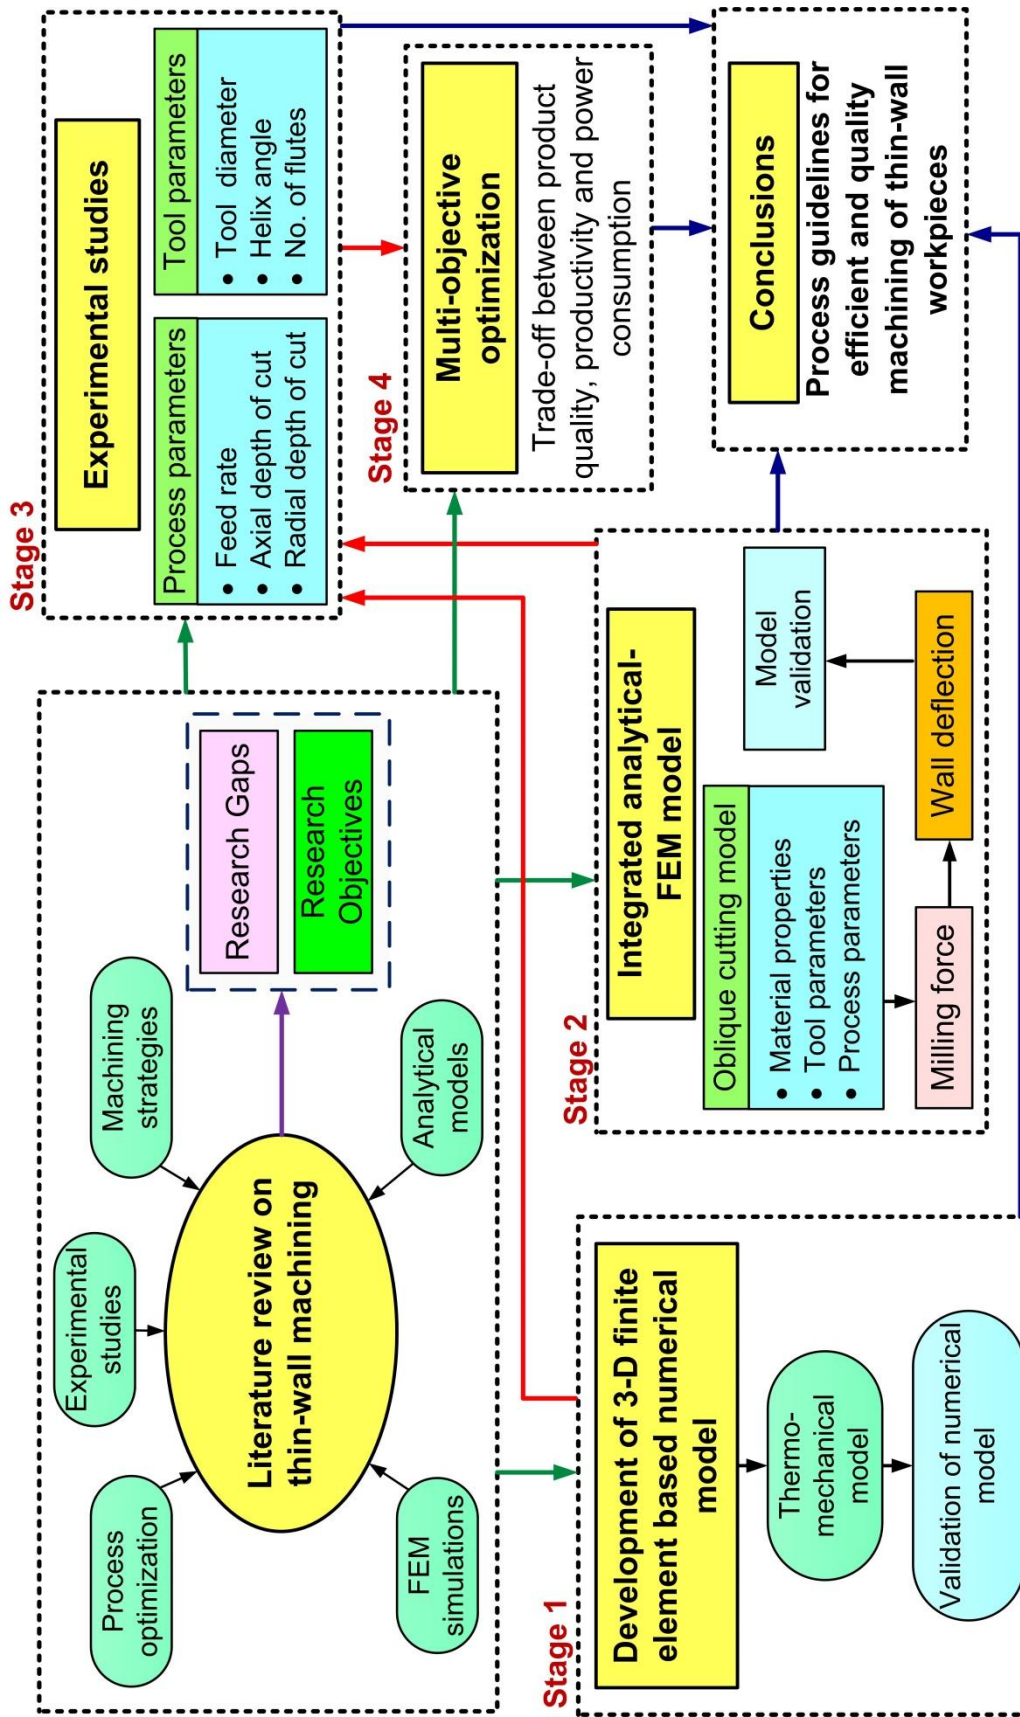 Process
optimization
Experimental
studies
Machining
strategies
Literature review on
thin-wall machining
FEM
simulations
Analytical
models
Research Gaps
Research
Objectives
Stage 1
Development of 3-D finite
element based numerical
model
Thermo-
mechanical
model
Validation of numerical
model
Stage 2
Integrated analytical-
FEM model
Oblique cutting model
• Material properties
• Tool parameters
• Process parameters
Milling force
Wall deflection
Model
validation
Stage 3
Experimental studies
Process parameters
• Feed rate
• Axial depth of cut
• Radial depth of cut
Tool parameters
• Tool diameter
• Helix angle
• No. of flutes
Stage 4
Multi-objective
optimization
Trade-off between product
quality, productivity and power
consumption
Conclusions
Process guidelines for
efficient and quality
machining of thin-wall
workpieces